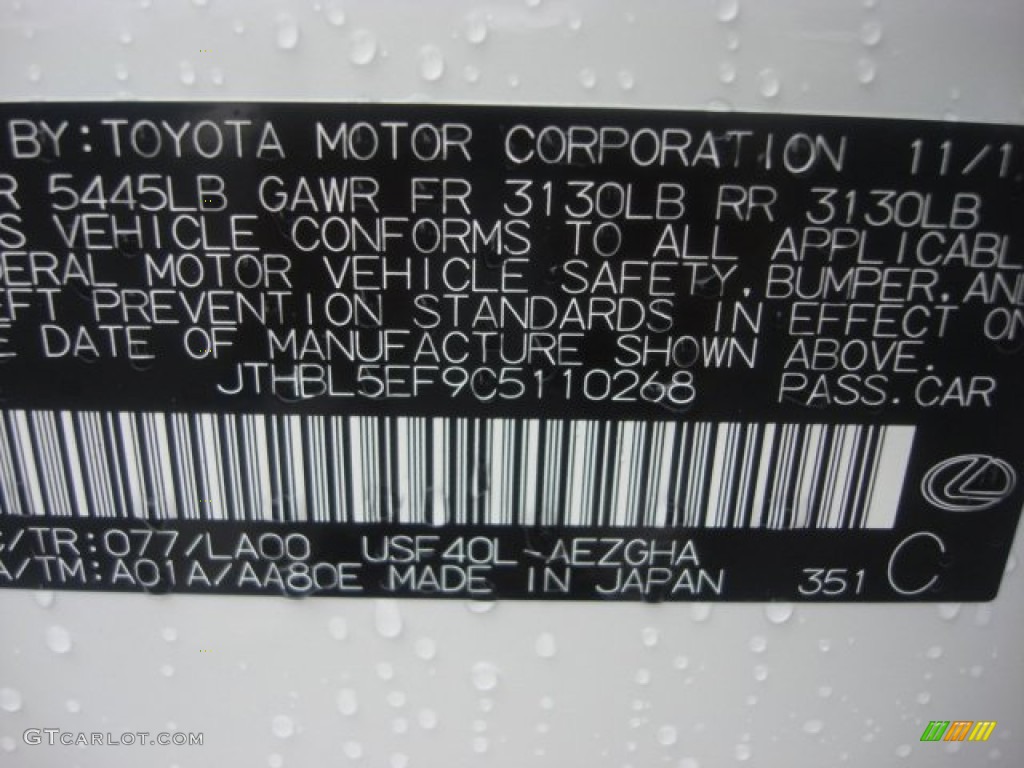 BY:TOYOTA MOTOR CORPORATION 11/1
R 5445LB GAWR FR 3130LB RR 3130LB
S VEHICLE CONFORMS TO ALL APPLICABL
DERAL MOTOR VEHICLE SAFETY,BUMPER,AND
EFT PREVENTION STANDARDS IN EFFECT ON
E DATE OF MANUFACTURE SHOWN ABOVE.
JTHBL5EF9C5110268 PASS.CAR
C/TR:077/LA00 USF40L-AEZGHA C
A/TM:A01A/AA80E MADE IN JAPAN 351
GTCARLOT.COM